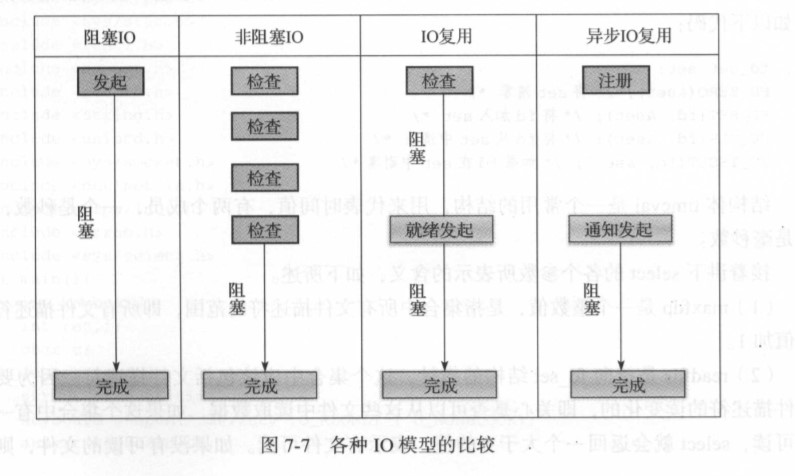 阻塞IO 非阻塞IO IO复用 异步IO复用
发起 检查 检查 注册
检查
阻塞
检查
阻塞
检查 就绪发起 通知发起
阻塞 阻塞 阻塞
完成 完成 完成 完成
图 7-7 各种 IO 模型的比较